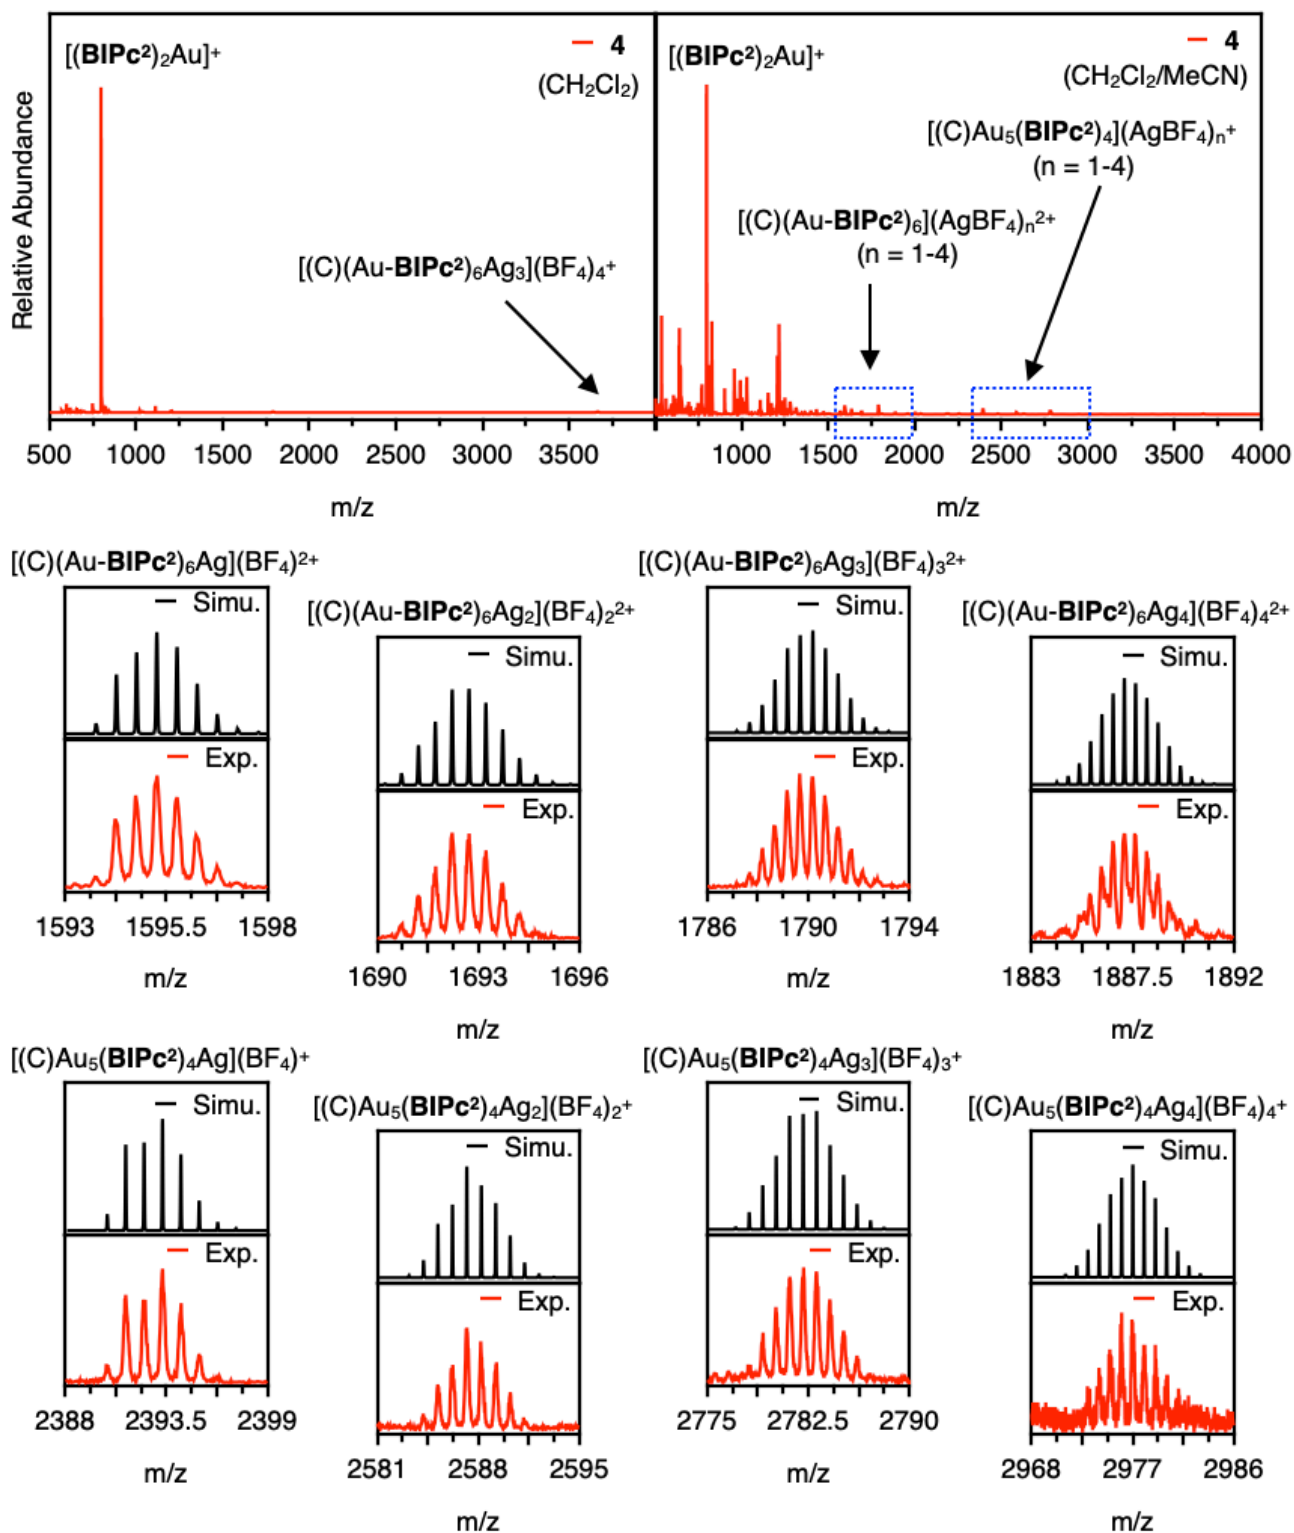 [(BIPc²)₂Au]⁺
4
(CH₂Cl₂)
[(C)(Au-BIPc²)₆Ag₃](BF₄)₄⁺
Relative Abundance
500 1000 1500 2000 2500 3000 3500
m/z
[(BIPc²)₂Au]⁺
4
(CH₂Cl₂/MeCN)
[(C)Au₅(BIPc²)₄](AgBF₄)ₙ⁺
(n = 1-4)
[(C)(Au-BIPc²)₆](AgBF₄)ₙ²⁺
(n = 1-4)
1000 1500 2000 2500 3000 3500 4000
m/z
[(C)(Au-BIPc²)₆Ag](BF₄)²⁺
Simu.
Exp.
1593 1595.5 1598
m/z
[(C)(Au-BIPc²)₆Ag₂](BF₄)₂²⁺
Simu.
Exp.
1690 1693 1696
m/z
[(C)(Au-BIPc²)₆Ag₃](BF₄)₃²⁺
Simu.
Exp.
1786 1790 1794
m/z
[(C)(Au-BIPc²)₆Ag₄](BF₄)₄²⁺
Simu.
Exp.
1883 1887.5 1892
m/z
[(C)Au₅(BIPc²)₄Ag](BF₄)⁺
Simu.
Exp.
2388 2393.5 2399
m/z
[(C)Au₅(BIPc²)₄Ag₂](BF₄)₂⁺
Simu.
Exp.
2581 2588 2595
m/z
[(C)Au₅(BIPc²)₄Ag₃](BF₄)₃⁺
Simu.
Exp.
2775 2782.5 2790
m/z
[(C)Au₅(BIPc²)₄Ag₄](BF₄)₄⁺
Simu.
Exp.
2968 2977 2986
m/z